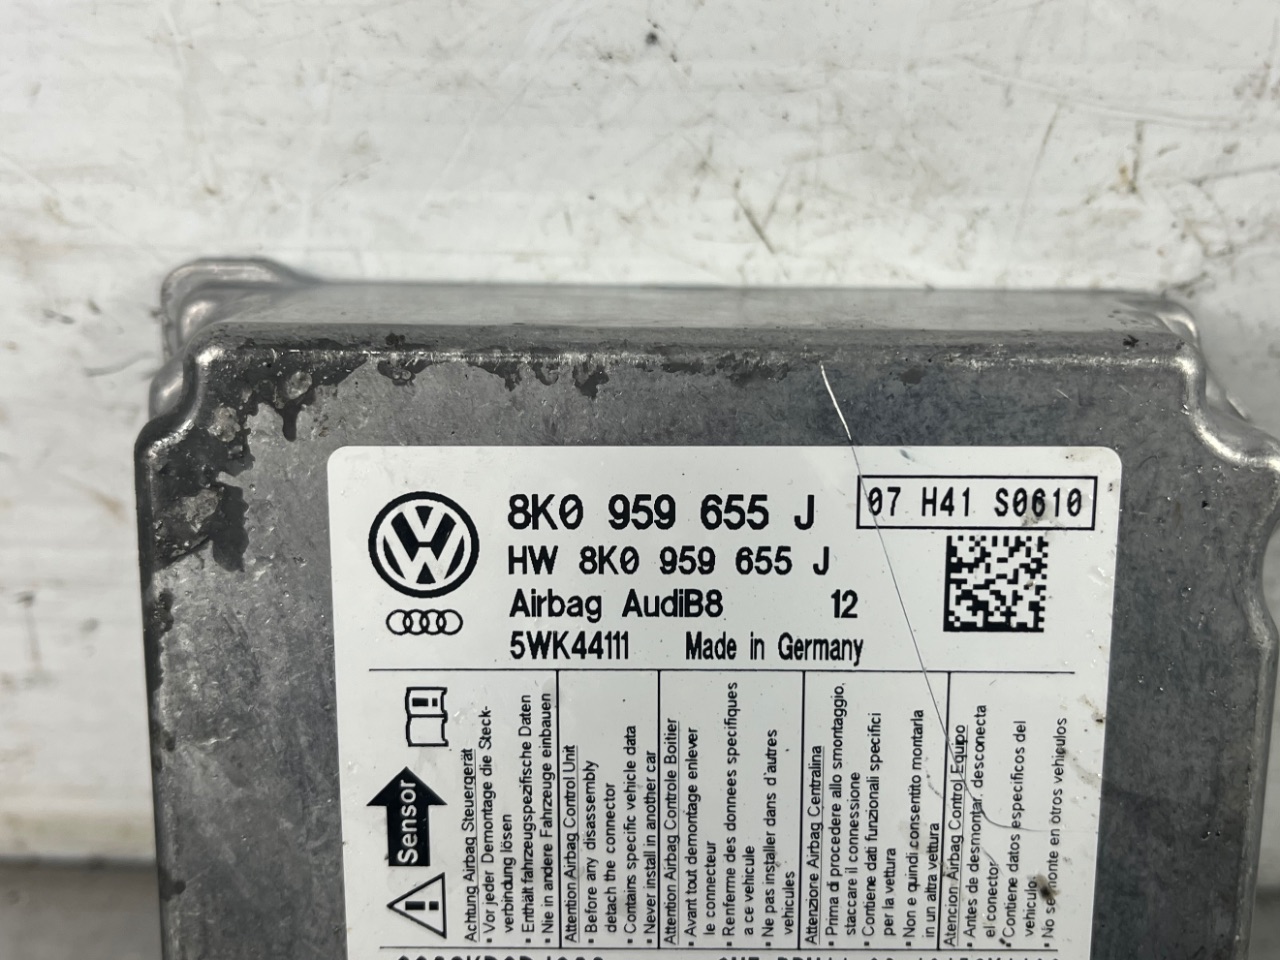 8K0 959 655 J
07 H41 S0610
HW 8K0 959 655 J
Airbag AudiB8 12
5WK44111 Made in Germany
Sensor
Achtung Airbag Steuergerät
• Vor jeder Demontage die Steck-
verbindung lösen
• Enthält fahrzeugspezifische Daten
• Nie in andere Fahrzeuge einbauen
Attention Airbag Control Unit
• Before any disassembly
detach the connector
• Contains specific vehicle data
• Never install in another car
Attention Airbag Controle Boitier
• Avant tout demontage enlever
le connecteur
• Renferme des donnees specifiques
a ce vehicule
• Ne pas installer dans d'autres
vehicules
Attenzione Airbag Centralina
• Prima di procedere allo smontaggio,
staccare il connessione
• Contiene dati funzionali specifici
per la vettura
• Non e quindi consentito montarla
in un altra vettura
Atencion Airbag Control Equipo
• Antes de desmontar, desconecta
el conector
• Contiene datos especificos del
vehiculo
• No se monte en otros vehiculos